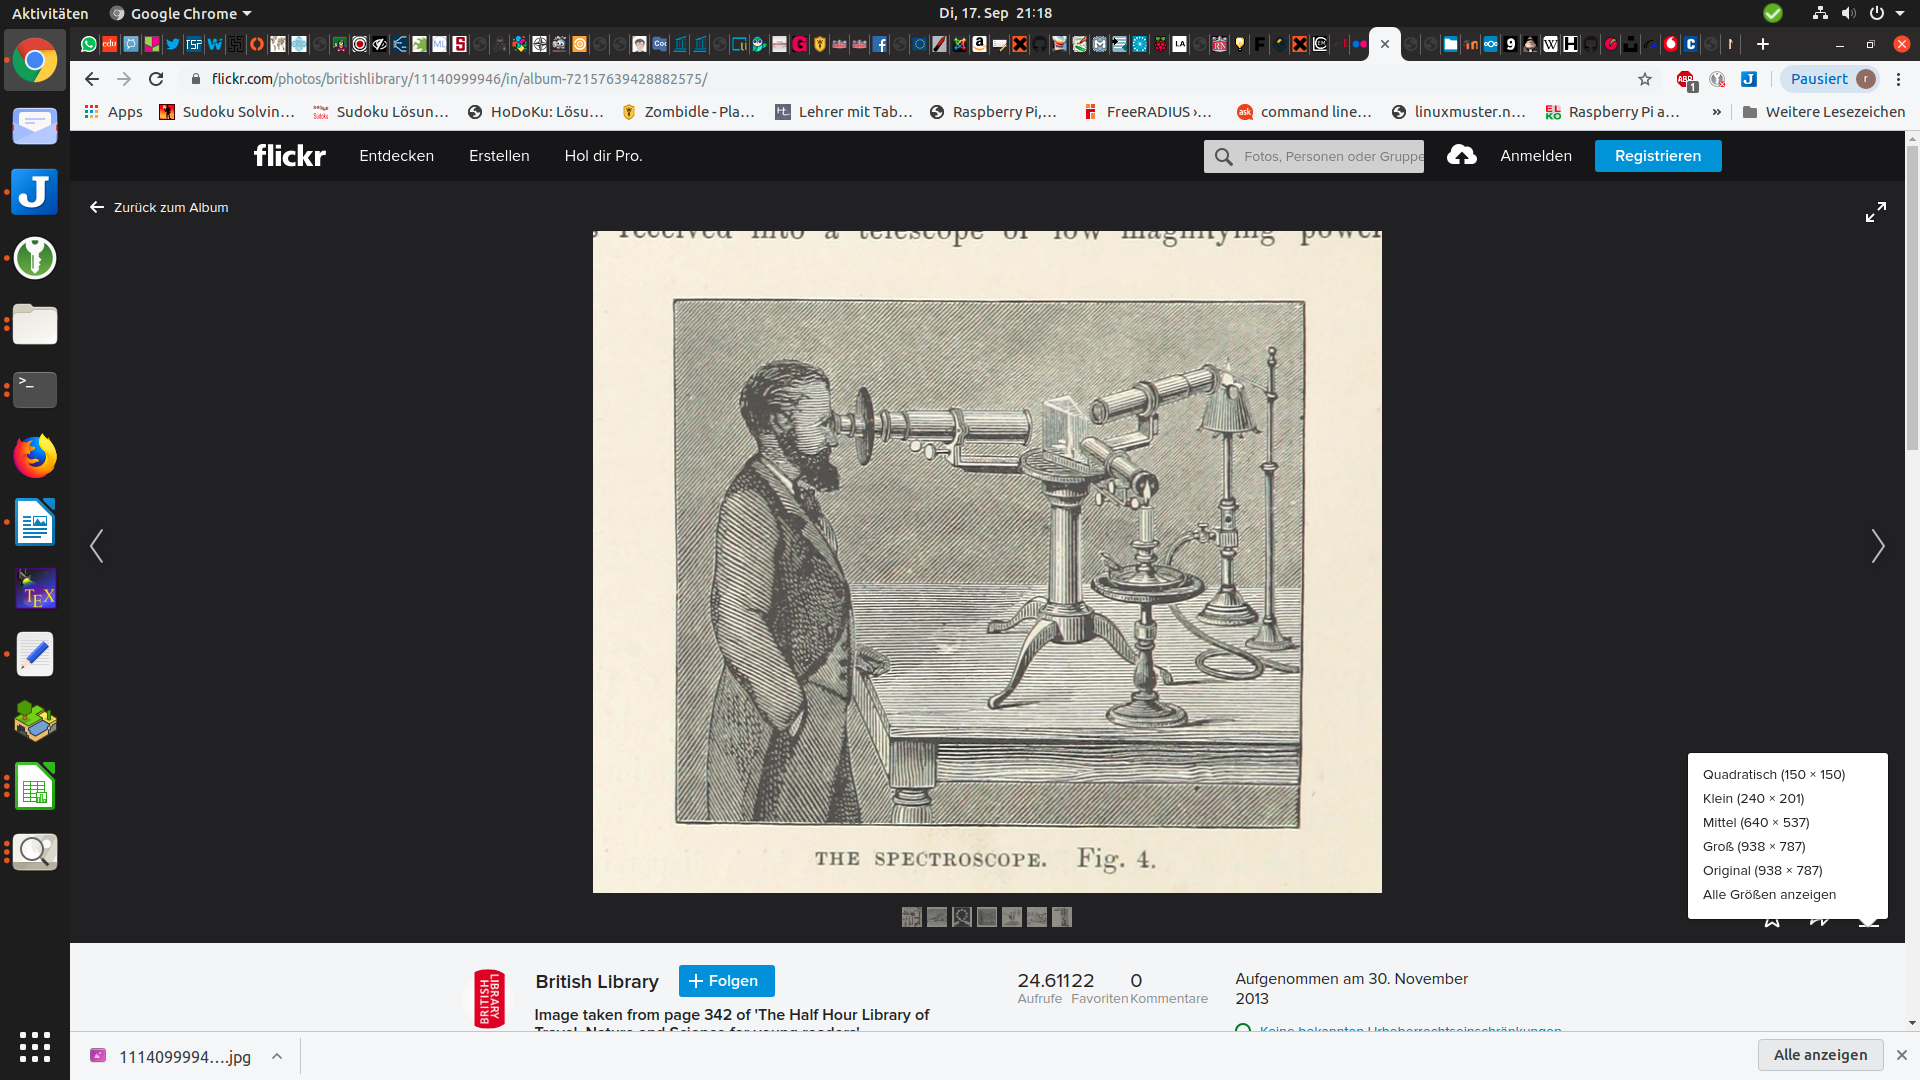 Aktivitäten
Google Chrome
Di, 17. Sep 21:18
flickr.com/photos/britishlibrary/11140999946/in/album-72157639428882575/
Pausiert
r
Apps
Sudoku Solvin…
Sudoku Lösun…
HoDoKu: Lösu…
Zombidle - Pla…
Lehrer mit Tab…
Raspberry Pi,…
FreeRADIUS ›…
command line…
linuxmuster.n…
Raspberry Pi a…
»
Weitere Lesezeichen
flickr
Entdecken
Erstellen
Hol dir Pro.
Fotos, Personen oder Gruppe
Anmelden
Registrieren
Zurück zum Album
received into a telescope of low magnifying power
THE SPECTROSCOPE. Fig. 4.
Quadratisch (150 × 150)
Klein (240 × 201)
Mittel (640 × 537)
Groß (938 × 787)
Original (938 × 787)
Alle Größen anzeigen
BRITISH LIBRARY
British Library
+ Folgen
24.611 22 0
Aufrufe Favoriten Kommentare
Aufgenommen am 30. November
2013
Image taken from page 342 of 'The Half Hour Library of
Travel, Nature and Science for young readers'
Keine bekannten Urheberrechtseinschränkungen
1114099994….jpg
Alle anzeigen